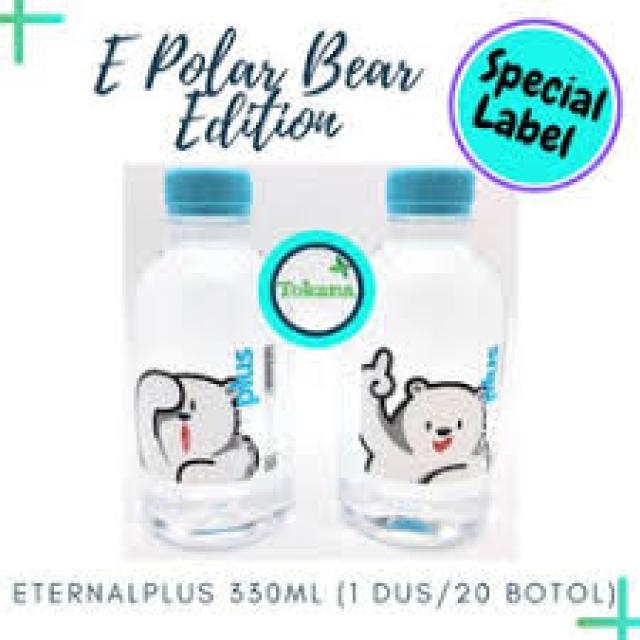 E Polar Bear
Edition
Special
Label
Tokana
plus
plus
ETERNALPLUS 330ML (1 DUS/20 BOTOL)